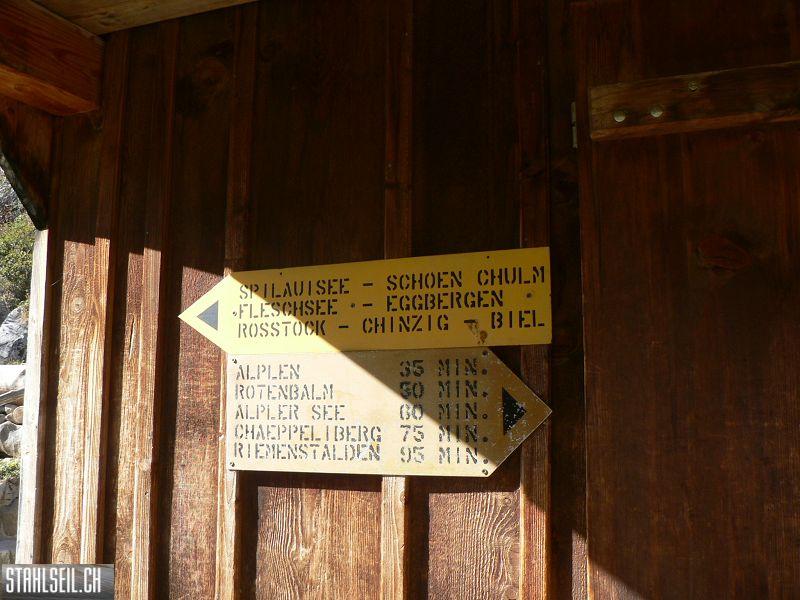 SPILAUISEE - SCHOEN CHULM
FLESCHSEE - EGGBERGEN
ROSSTOCK - CHINZIG - BIEL
ALPLEN 35 MIN.
ROTENBALM 50 MIN.
ALPLER SEE 60 MIN.
CHAEPPELIBERG 75 MIN.
RIEMENSTALDEN 95 MIN.
STAHLSEIL.CH